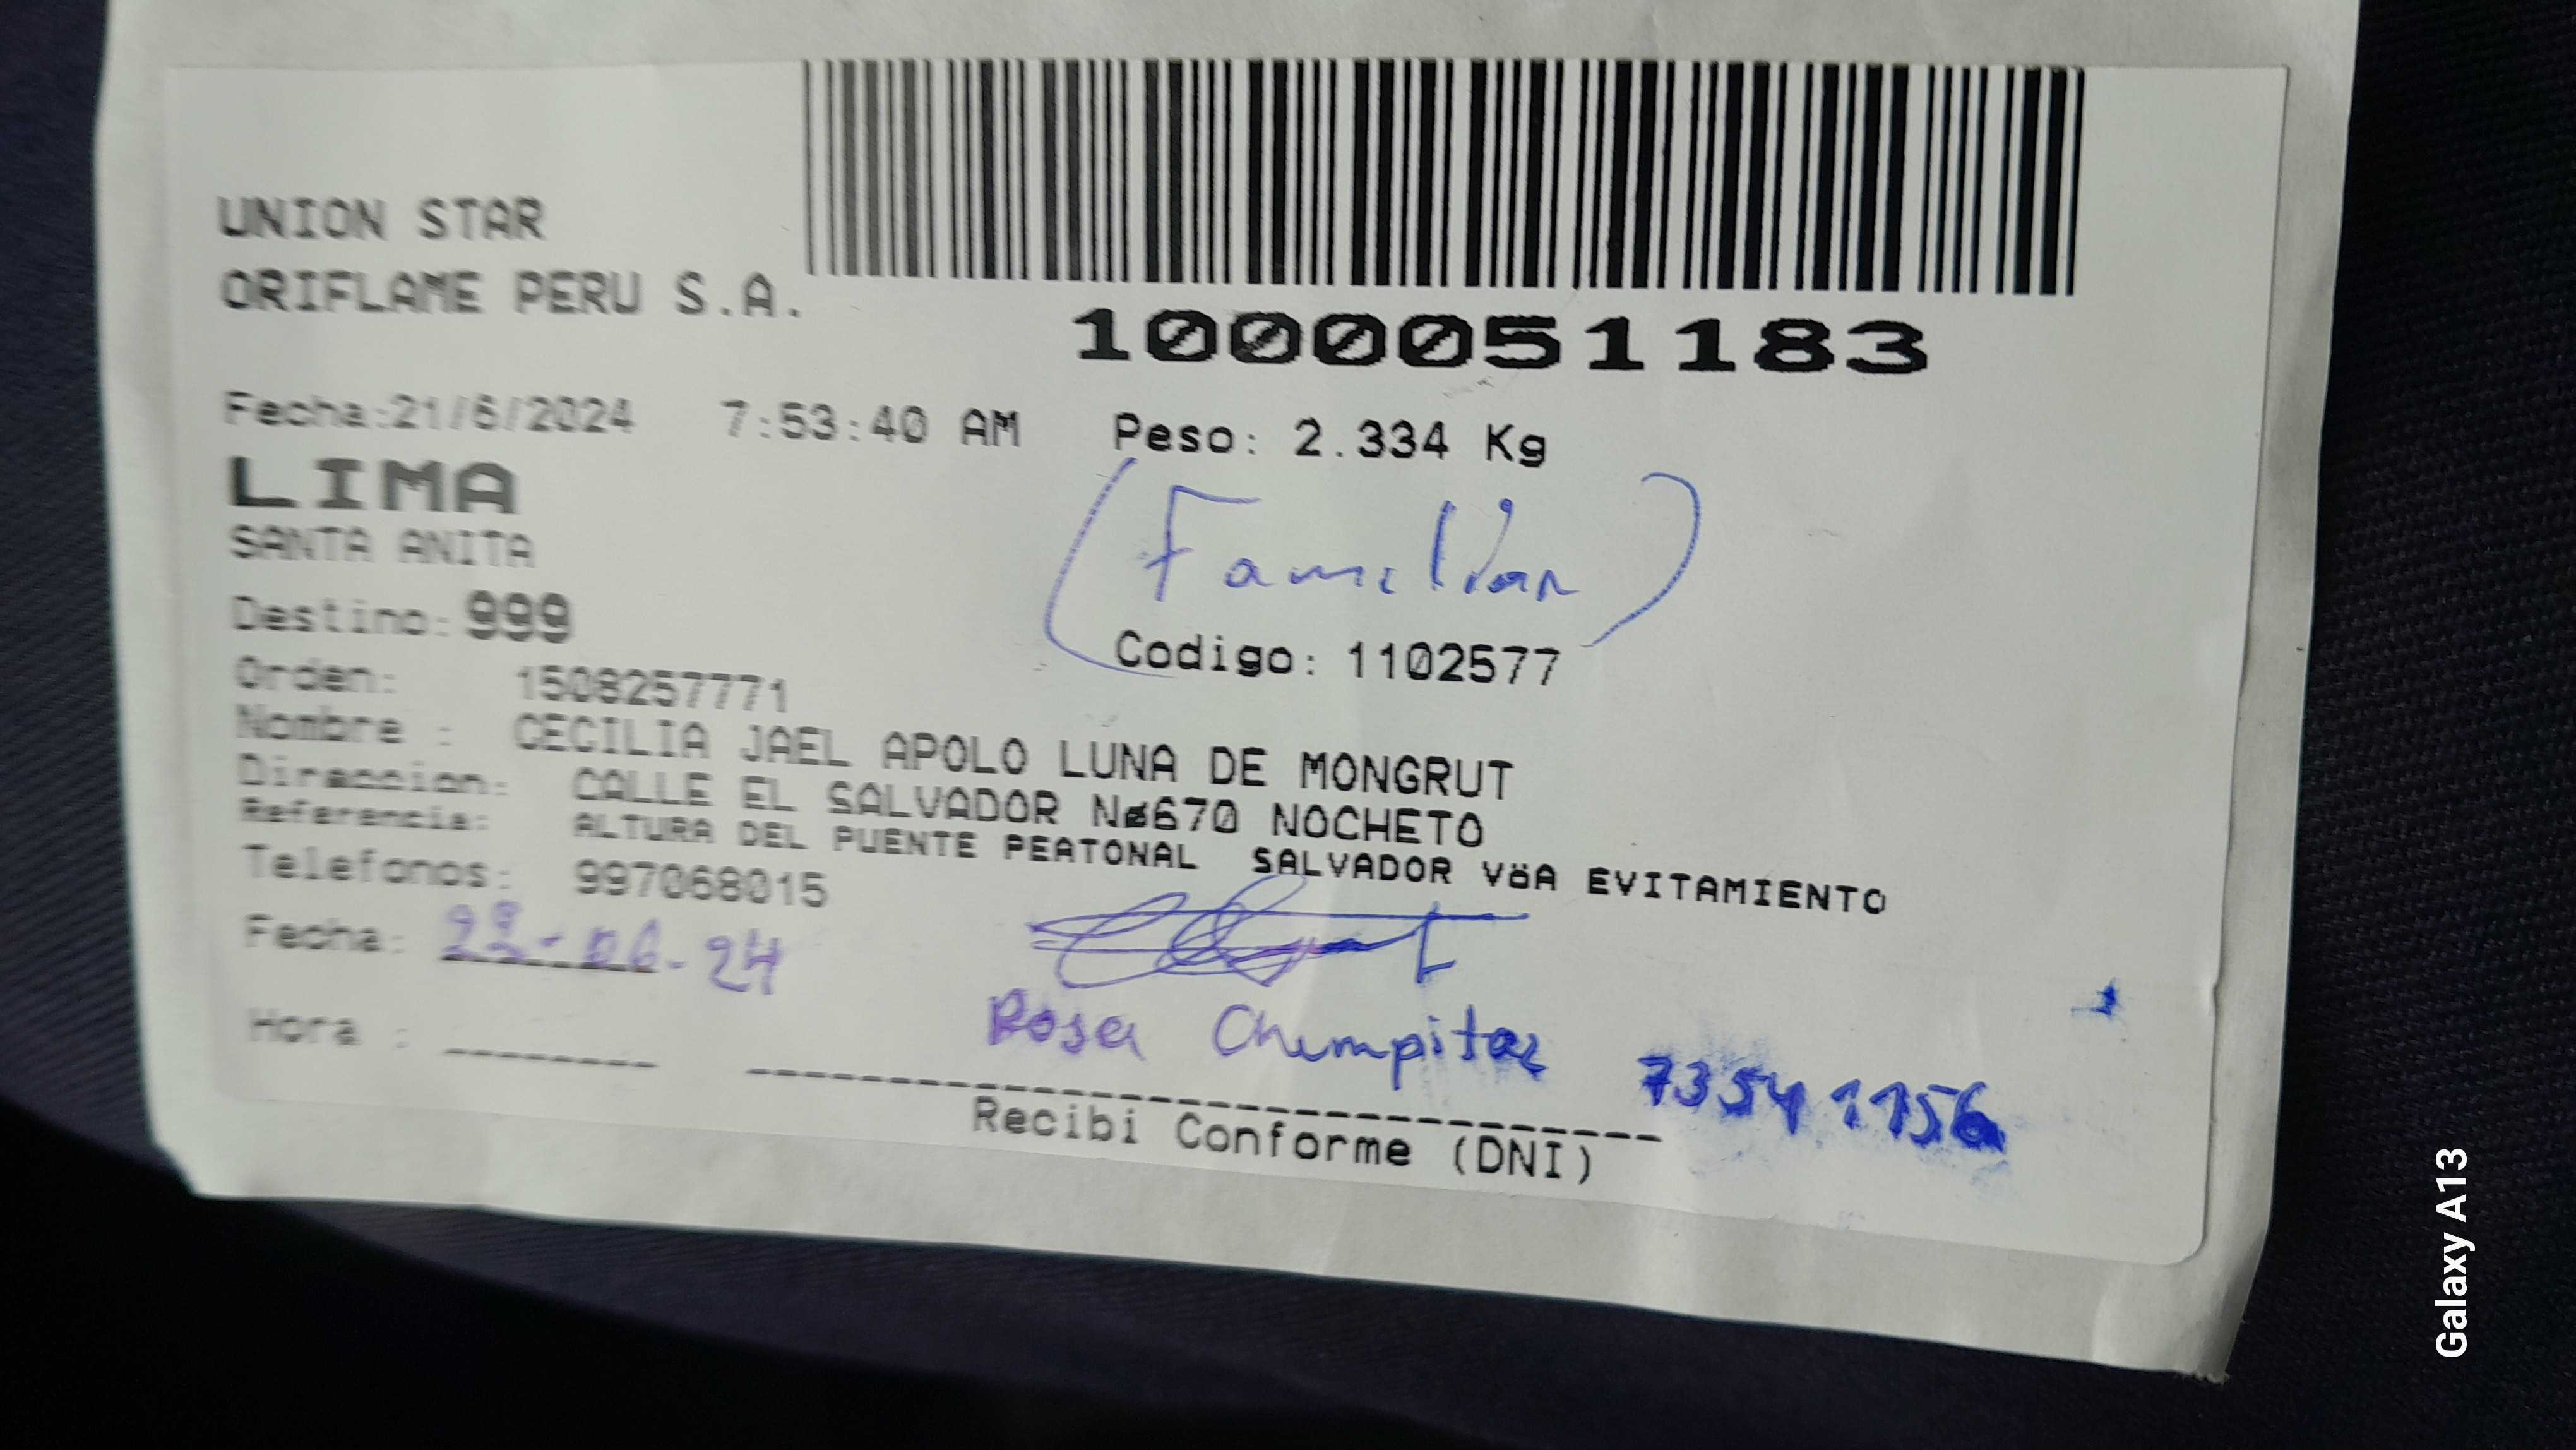 UNION STAR
ORIFLAME PERU S.A.
1000051183
Fecha:21/6/2024 7:53:40 AM Peso: 2.334 Kg
LIMA
SANTA ANITA
(Familiar)
Destino: 999
Codigo: 1102577
Orden: 1508257771
Nombre : CECILIA JAEL APOLO LUNA DE MONGRUT
Direccion: CALLE EL SALVADOR Nø670 NOCHETO
Referencia: ALTURA DEL PUENTE PEATONAL SALVADOR VöA EVITAMIENTO
Telefonos: 997068015
Fecha: 22-06-24
Rosa Chumpitaz 73541156
Hora :
Recibi Conforme (DNI)
Galaxy A13